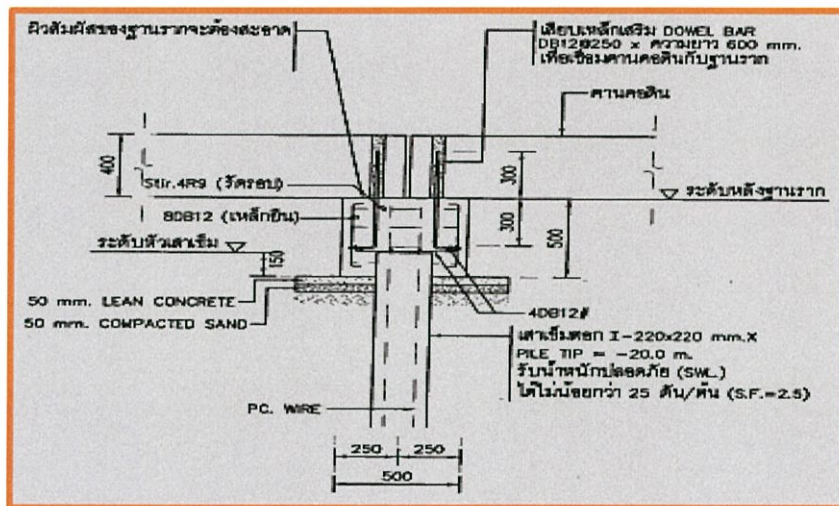 ผิวสัมผัสของฐานรากจะต้องสะอาด
เสียบเหล็กเสริม DOWEL BAR
DB12@250 x ความยาว 600 mm.
เพื่อเชื่อมคานคอดินกับฐานราก
คานคอดิน
400
Stir.4R9 (รัดรอบ)
300
ระดับหลังฐานราก
8DB12 (เหล็กยืน)
300
500
ระดับหัวเสาเข็ม
150
50 mm. LEAN CONCRETE
50 mm. COMPACTED SAND
4DB12#
เสาเข็มตอก I-220x220 mm.X
PILE TIP = -20.0 m.
รับน้ำหนักปลอดภัย (SWL.)
ได้ไม่น้อยกว่า 25 ตัน/ต้น (S.F.=2.5)
PC. WIRE
250 250
500